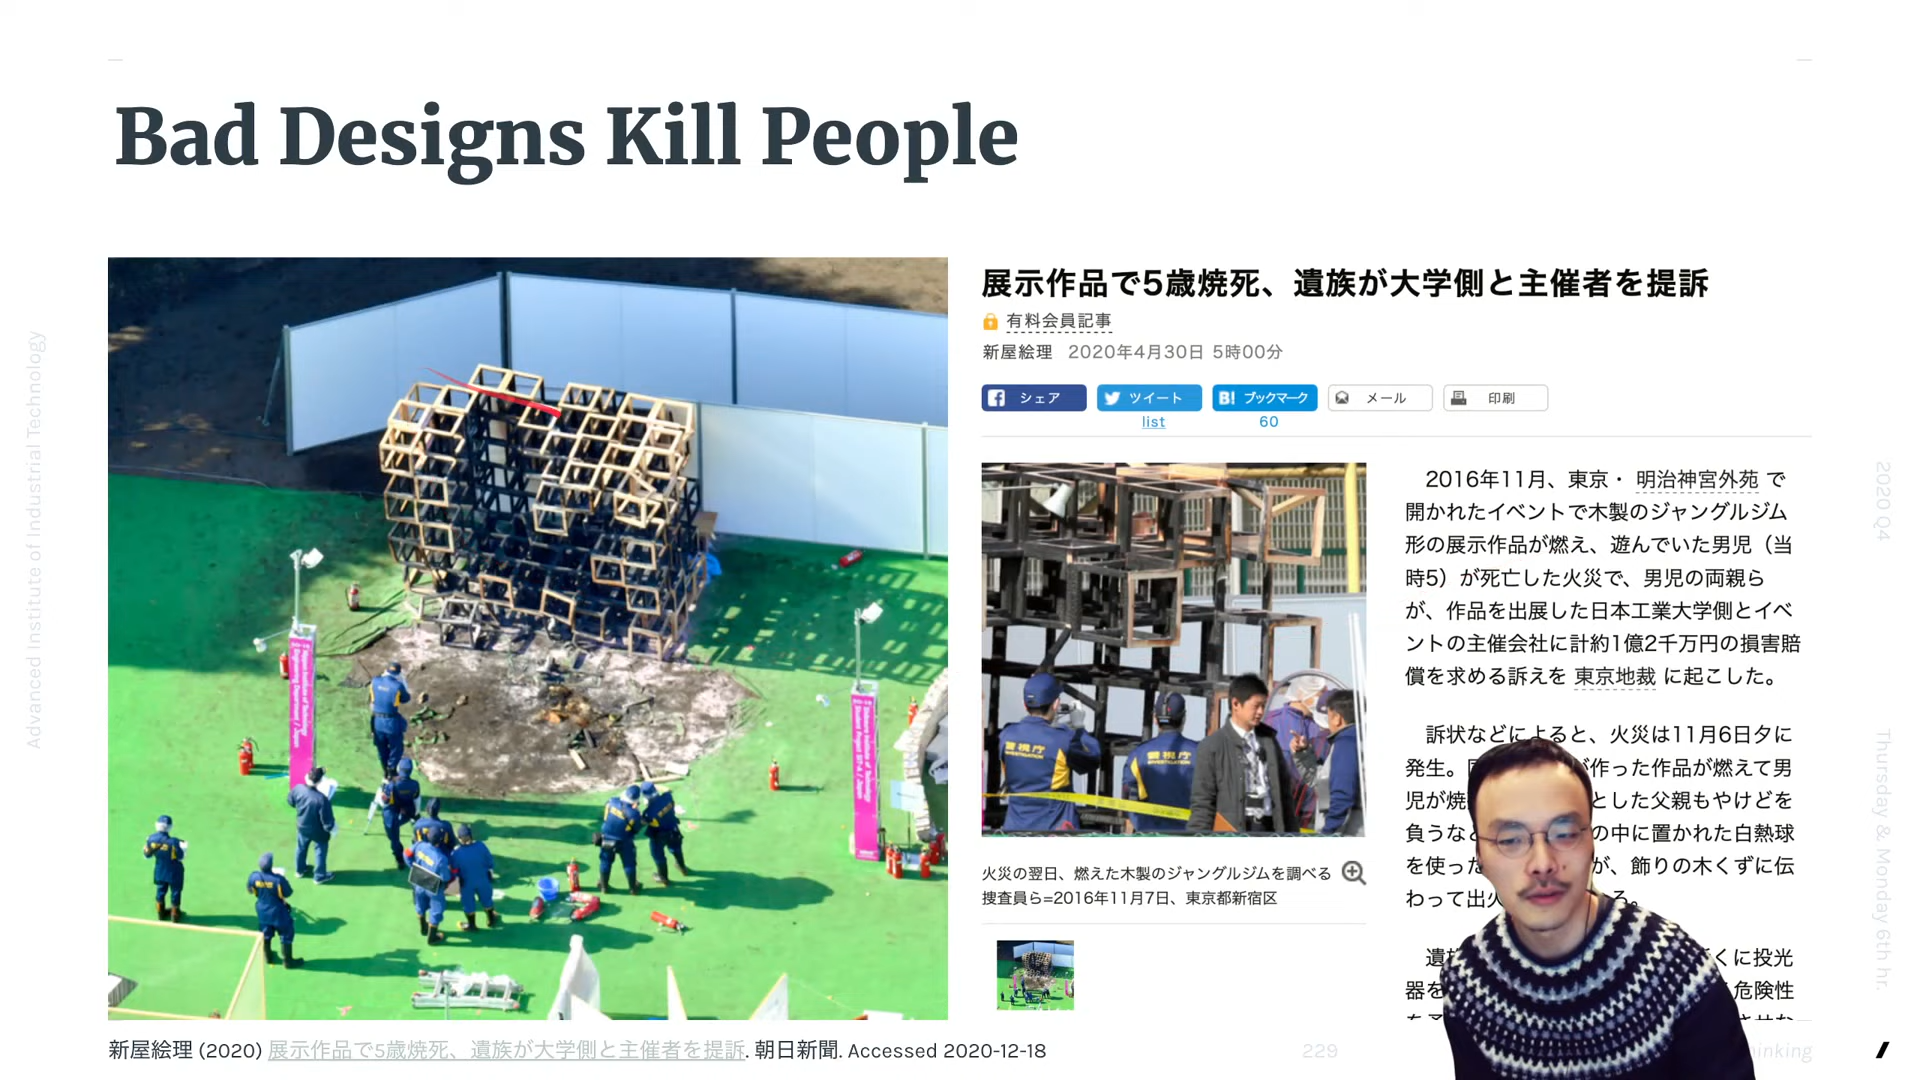 Bad Designs Kill People
Advanced Institute of Industrial Technology
展示作品で5歳焼死、遺族が大学側と主催者を提訴
有料会員記事
新屋絵理 2020年4月30日 5時00分
シェア
ツイート
B! ブックマーク
メール
印刷
list
60
2016年11月、東京・ 明治神宮外苑 で
開かれたイベントで木製のジャングルジム
形の展示作品が燃え、遊んでいた男児（当
時5）が死亡した火災で、男児の両親ら
が、作品を出展した日本工業大学側とイベ
ントの主催会社に計約1億2千万円の損害賠
償を求める訴えを 東京地裁 に起こした。
訴状などによると、火災は11月6日夕に
発生。 が作った作品が燃えて男
児が焼 とした父親もやけどを
負うな の中に置かれた白熱球
を使った が、飾りの木くずに伝
わって出火 る。
遺族 くに投光
器を 危険性
警視庁
警視庁
火災の翌日、燃えた木製のジャングルジムを調べる
捜査員ら=2016年11月7日、東京都新宿区
2020 Q4
Thursday & Monday 6th hr.
新屋絵理 (2020) 展示作品で5歳焼死、遺族が大学側と主催者を提訴. 朝日新聞. Accessed 2020-12-18
229
inking